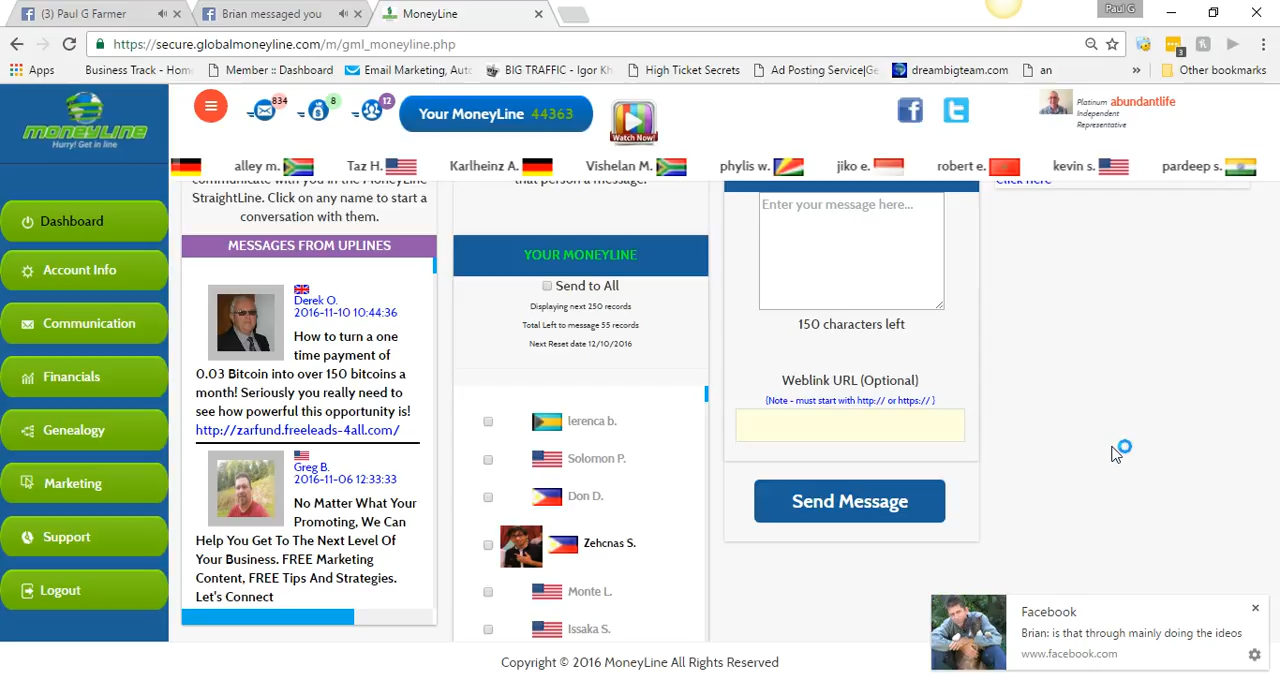 (3) Paul G Farmer
Brian messaged you
MoneyLine
Paul G
https://secure.globalmoneyline.com/m/gml_moneyline.php
3
Apps
Business Track - Hom
Member :: Dashboard
Email Marketing, Auto
BIG TRAFFIC - Igor Kh
High Ticket Secrets
Ad Posting Service|Ge
dreambigteam.com
an
»
Other bookmarks
MONEYLINE
Hurry! Get in line
834
8
12
Your MoneyLine 44363
Watch Now!
Platinum abundantlife
Independent
Representative
alley m.
Taz H.
Karlheinz A.
Vishelan M.
phylis w.
jiko e.
robert e.
kevin s.
pardeep s.
Dashboard
Account Info
Communication
Financials
Genealogy
Marketing
Support
Logout
communicate with you in the MoneyLine
StraightLine. Click on any name to start a
conversation with them.
MESSAGES FROM UPLINES
Derek O.
2016-11-10 10:44:36
How to turn a one
time payment of
0.03 Bitcoin into over 150 bitcoins a
month! Seriously you really need to
see how powerful this opportunity is!
http://zarfund.freeleads-4all.com/
Greg B.
2016-11-06 12:33:33
No Matter What Your
Promoting, We Can
Help You Get To The Next Level Of
Your Business. FREE Marketing
Content, FREE Tips And Strategies.
Let's Connect
that person a message.
YOUR MONEYLINE
Send to All
Displaying next 250 records
Total Left to message 55 records
Next Reset date 12/10/2016
lerenca b.
Solomon P.
Don D.
Zehcnas S.
Monte L.
Issaka S.
Enter your message here...
150 characters left
Weblink URL (Optional)
{Note - must start with http:// or https:// }
Send Message
Click here
Facebook
Brian: is that through mainly doing the ideos
www.facebook.com
Copyright © 2016 MoneyLine All Rights Reserved